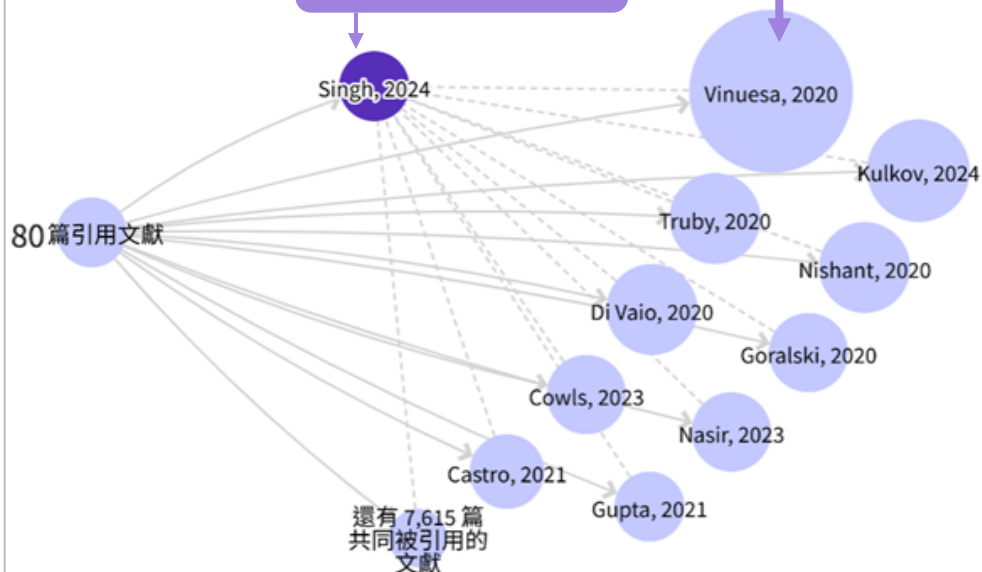 Singh, 2024
Vinuesa, 2020
Kulkov, 2024
Truby, 2020
80篇引用文獻
Nishant, 2020
Di Vaio, 2020
Goralski, 2020
Cowls, 2023
Nasir, 2023
Castro, 2021
Gupta, 2021
還有 7,615 篇
共同被引用的
文獻